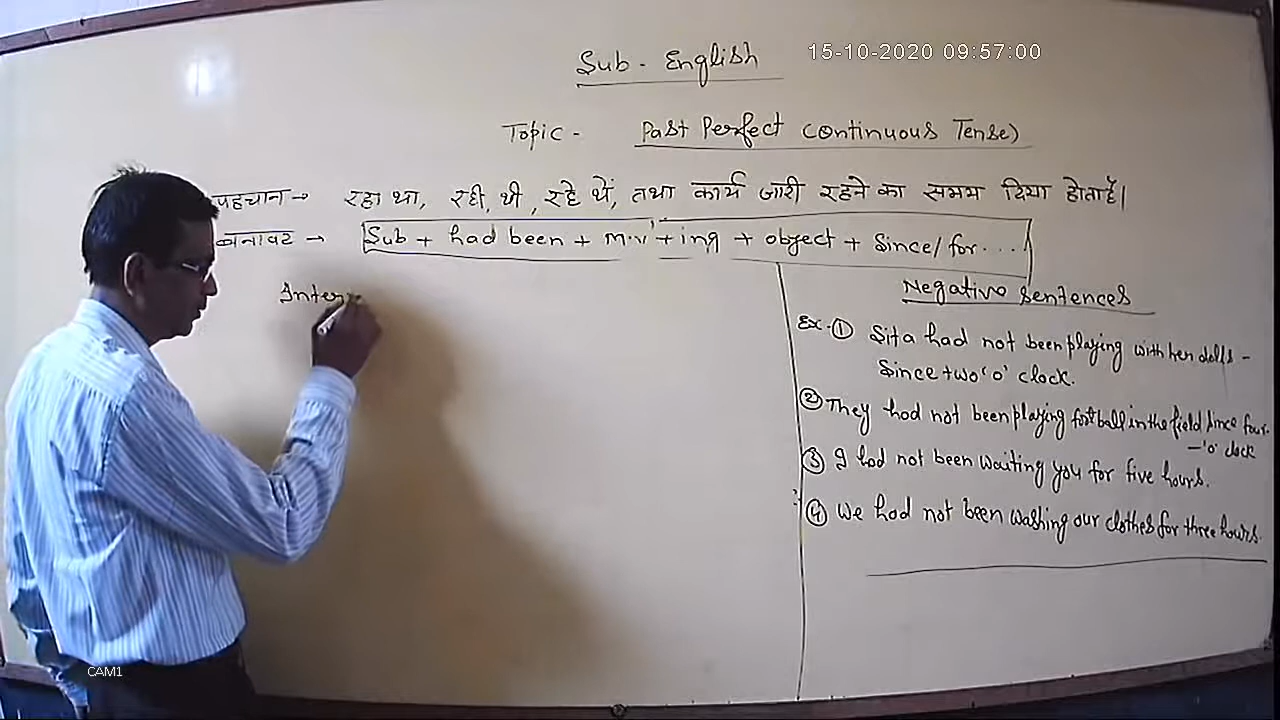 Sub - English
15-10-2020 09:57:00
Topic - Past Perfect Continuous Tense)
पहचान → रहा था, रही, थी, रहे थें, तथा कार्य जारी रहने का समय दिया होता है।
बनावट → Sub + had been + m.v' + ing + object + Since/for....
Inter
Negative Sentences
Ex. ① Sita had not been playing with her dolls -
Since two 'o' clock.
② They had not been playing football in the field Since four
-'o' clock
③ I had not been waiting you for five hours.
④ We had not been washing our clothes for three hours.
CAM1